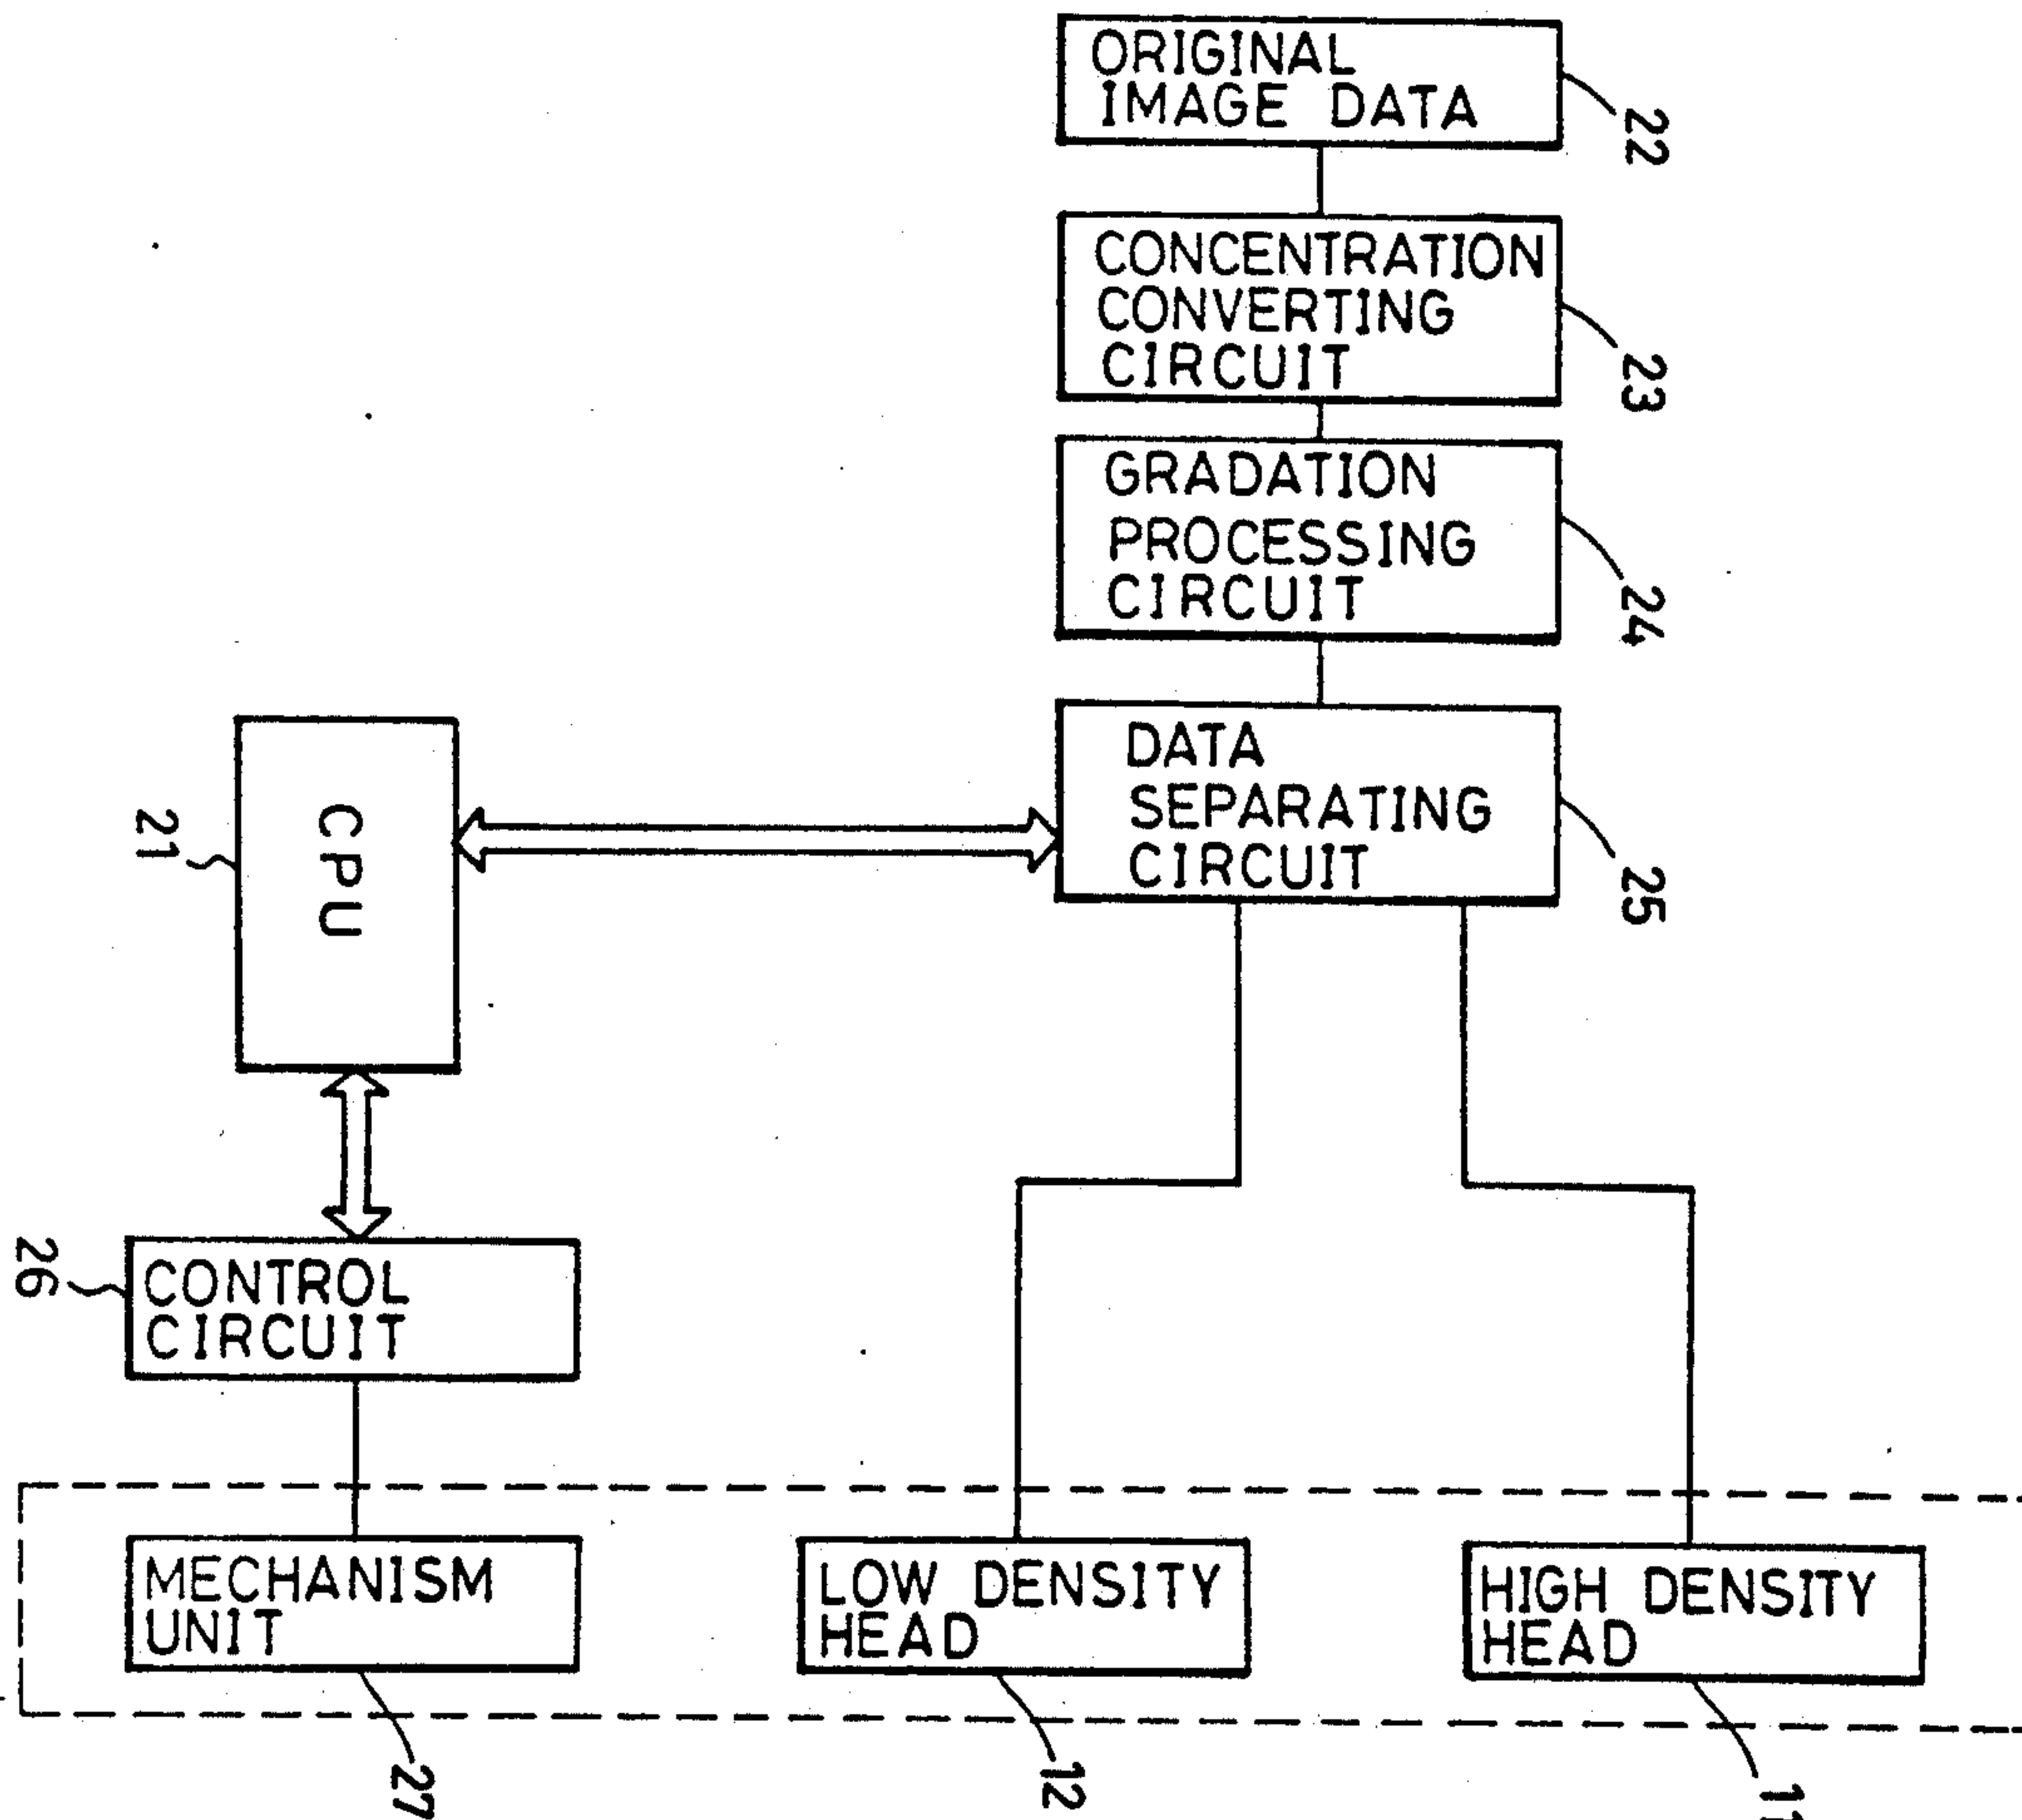 ORIGINAL
IMAGE DATA
22
CONCENTRATION
CONVERTING
CIRCUIT
23
GRADATION
PROCESSING
CIRCUIT
24
DATA
SEPARATING
CIRCUIT
25
CPU
21
CONTROL
CIRCUIT
26
MECHANISM
UNIT
27
LOW DENSITY
HEAD
12
HIGH DENSITY
HEAD